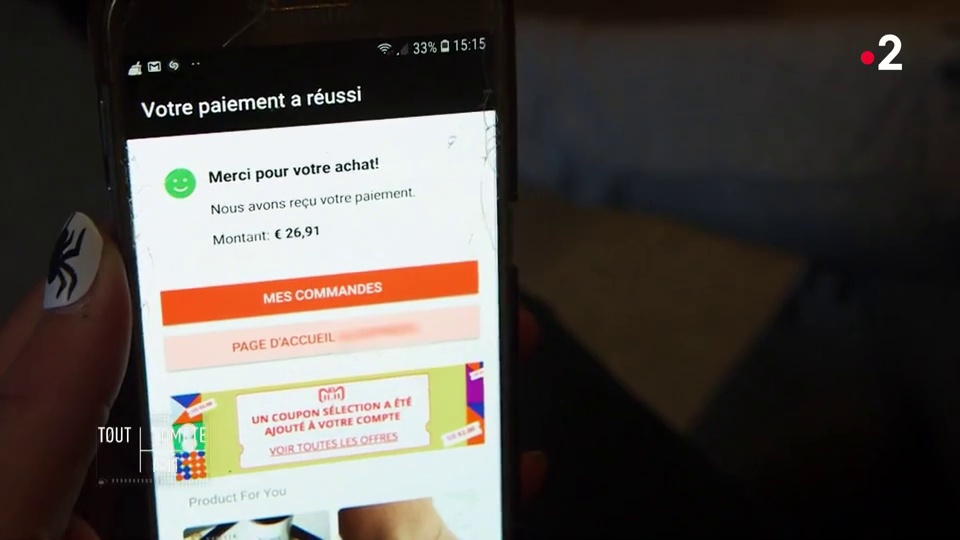 2
33% 15:15
Votre paiement a réussi
Merci pour votre achat!
Nous avons reçu votre paiement.
Montant: € 26,91
MES COMMANDES
PAGE D'ACCUEIL
11.11
UN COUPON SÉLECTION A ÉTÉ
AJOUTÉ À VOTRE COMPTE
VOIR TOUTES LES OFFRES
TOUT
COMPTE
FAIT
Product For You